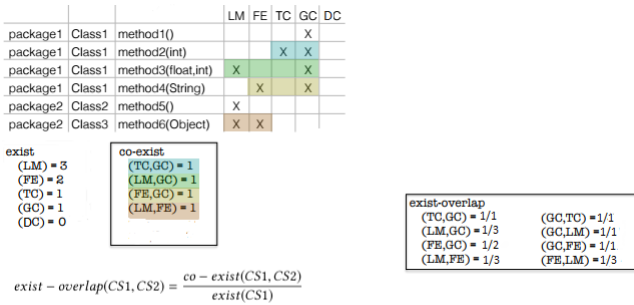 LM FE TC GC DC
package1 Class1 method1() X
package1 Class1 method2(int) X X
package1 Class1 method3(float,int) X X
package1 Class1 method4(String) X X
package2 Class2 method5() X
package2 Class3 method6(Object) X X
exist
(LM) = 3
(FE) = 2
(TC) = 1
(GC) = 1
(DC) = 0
co-exist
(TC,GC) = 1
(LM,GC) = 1
(FE,GC) = 1
(LM,FE) = 1
exist-overlap
(TC,GC) = 1/1 (GC,TC) = 1/1
(LM,GC) = 1/3 (GC,LM) = 1/1
(FE,GC) = 1/2 (GC,FE) = 1/1
(LM,FE) = 1/3 (FE,LM) = 1/3
exist − overlap(CS1, CS2) = co − exist(CS1, CS2) / exist(CS1)